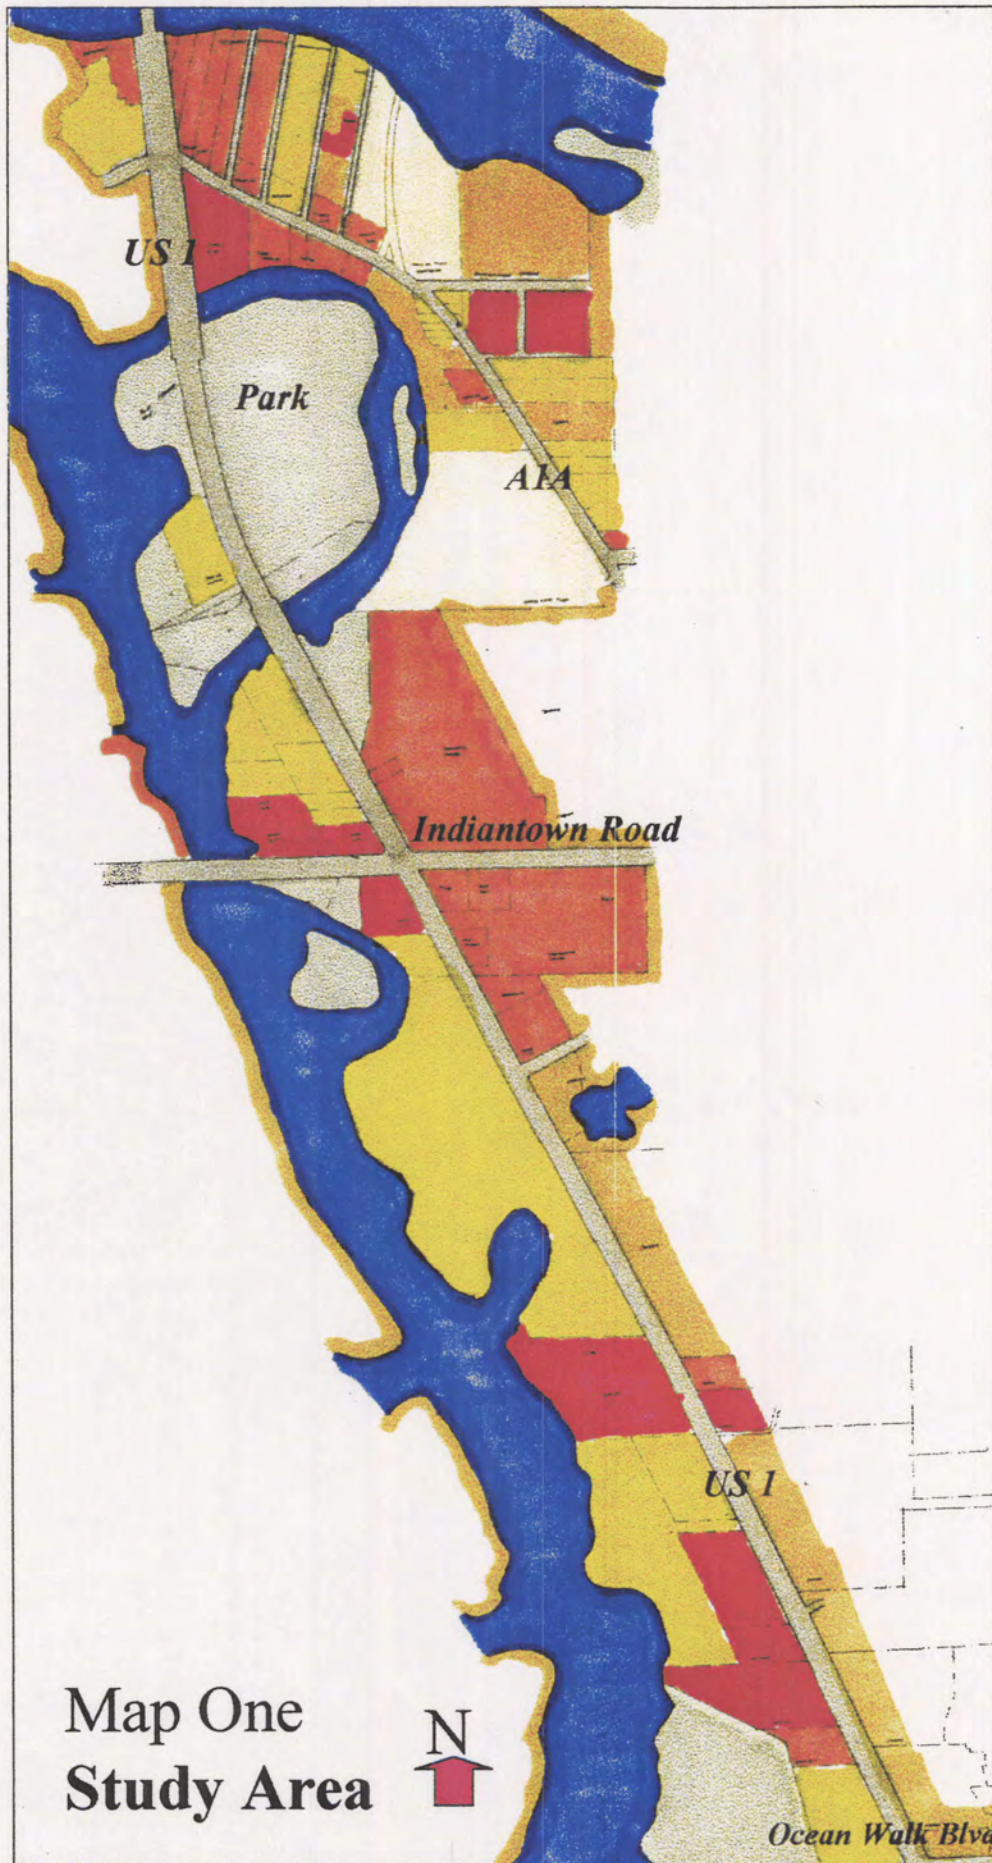 US 1
Park
A1A
Indiantown Road
US 1
Map One
Study Area
N
Ocean Walk Blvd